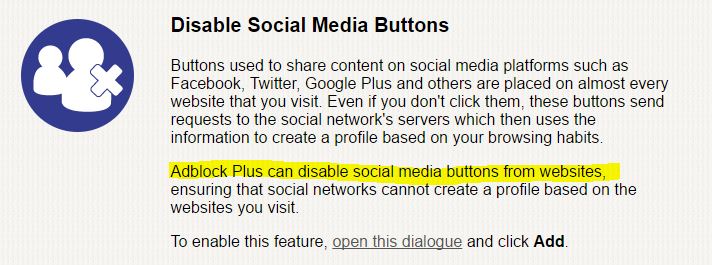 Disable Social Media Buttons
Buttons used to share content on social media platforms such as
Facebook, Twitter, Google Plus and others are placed on almost every
website that you visit. Even if you don't click them, these buttons send
requests to the social network's servers which then uses the
information to create a profile based on your browsing habits.
Adblock Plus can disable social media buttons from websites,
ensuring that social networks cannot create a profile based on the
websites you visit.
To enable this feature, open this dialogue and click Add.